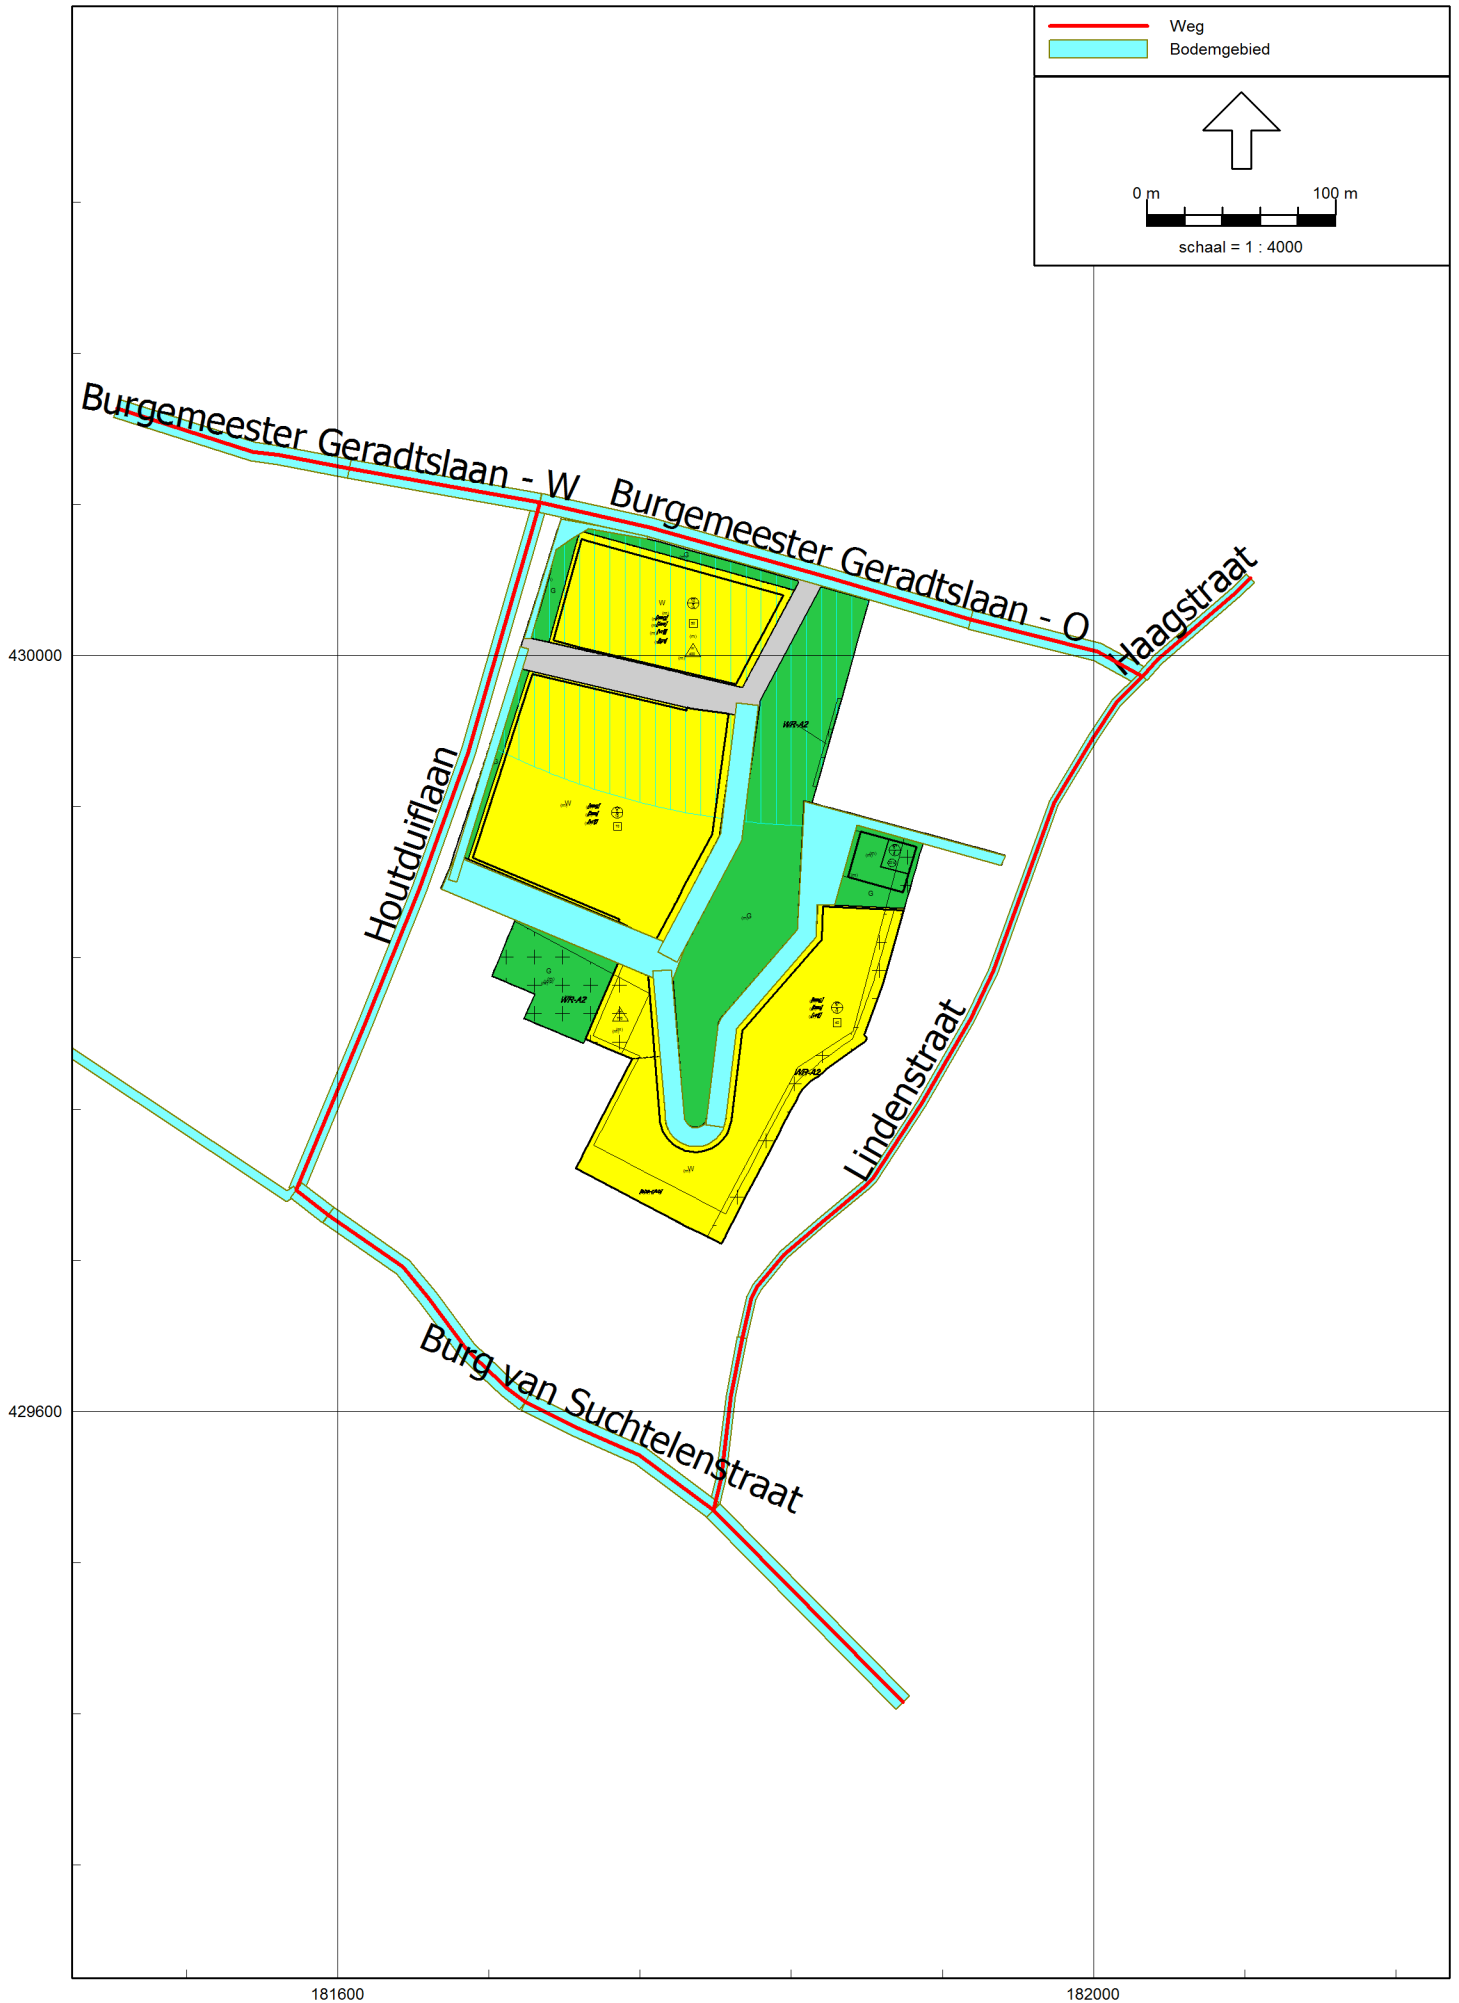 Weg
Bodemgebied
0 m
100 m
schaal = 1 : 4000
Burgemeester Geradtslaan - W
Burgemeester Geradtslaan - O
Haagstraat
430000
Houtduiflaan
Lindenstraat
Burg van Suchtelenstraat
429600
181600
182000
G
G
W
WR-A2
G
W
G
G
G
WR-A2
WR-A2
W